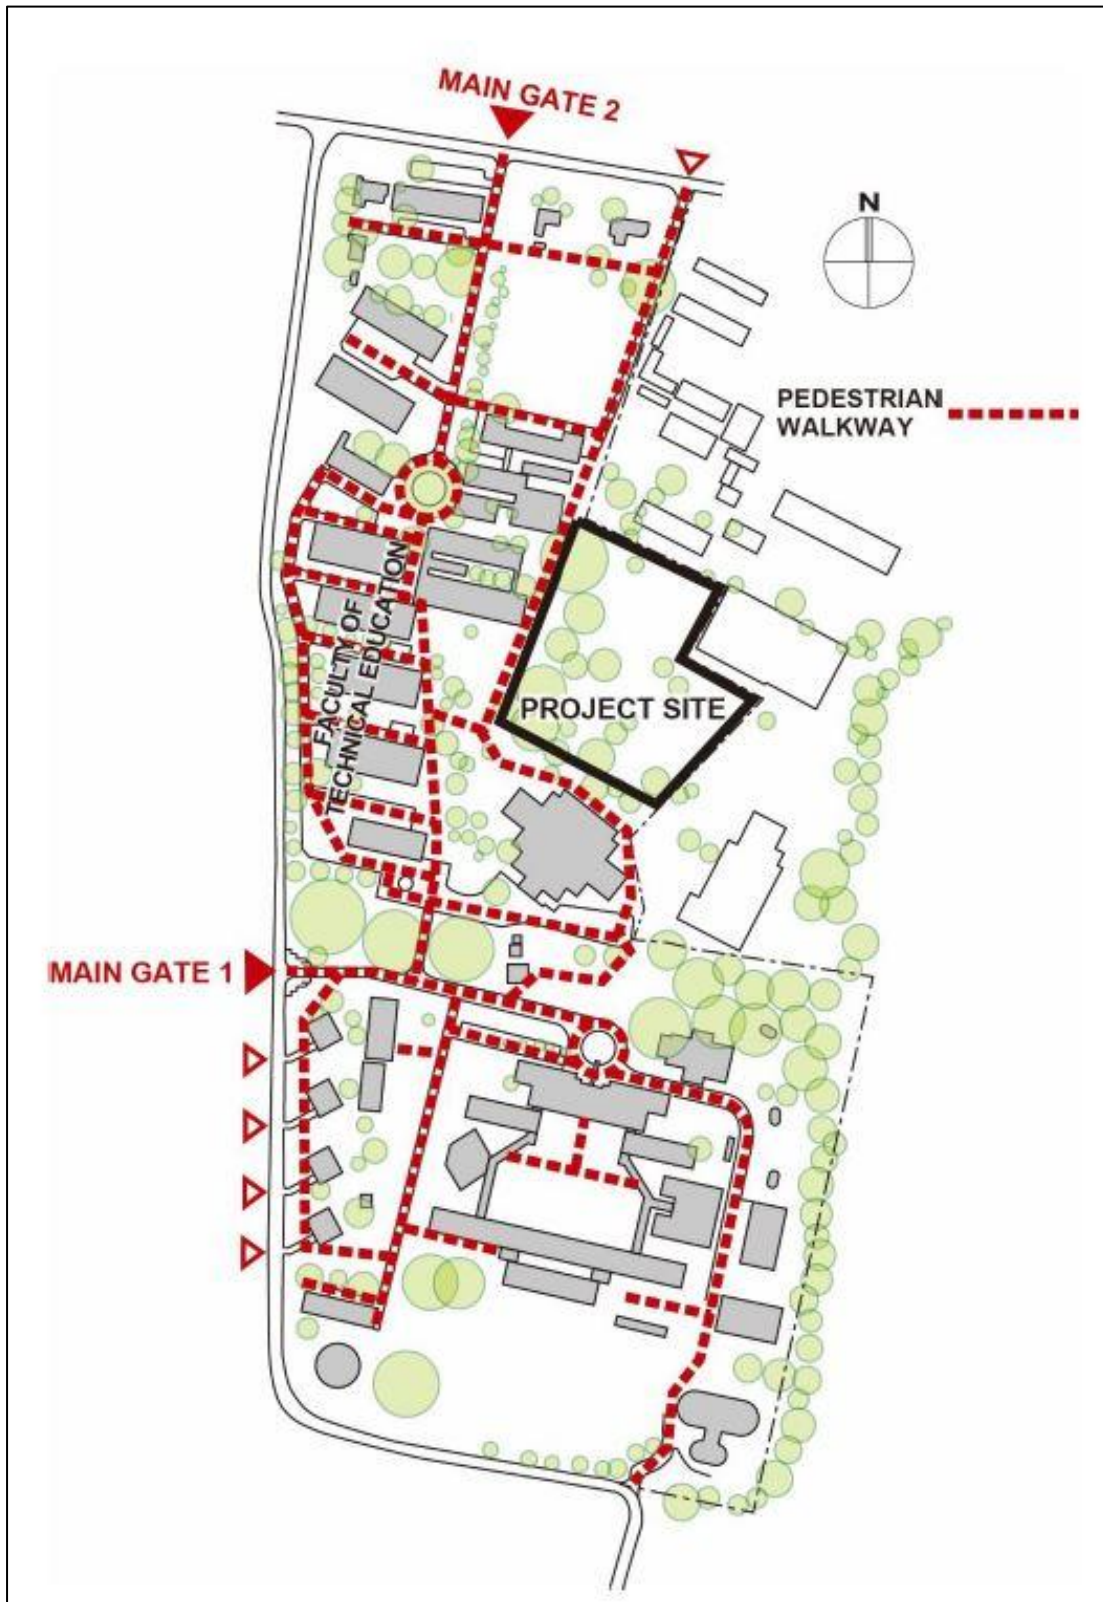 MAIN GATE 2
N
PEDESTRIAN
WALKWAY
FACULTY OF
TECHNICAL EDUCATION
PROJECT SITE
MAIN GATE 1